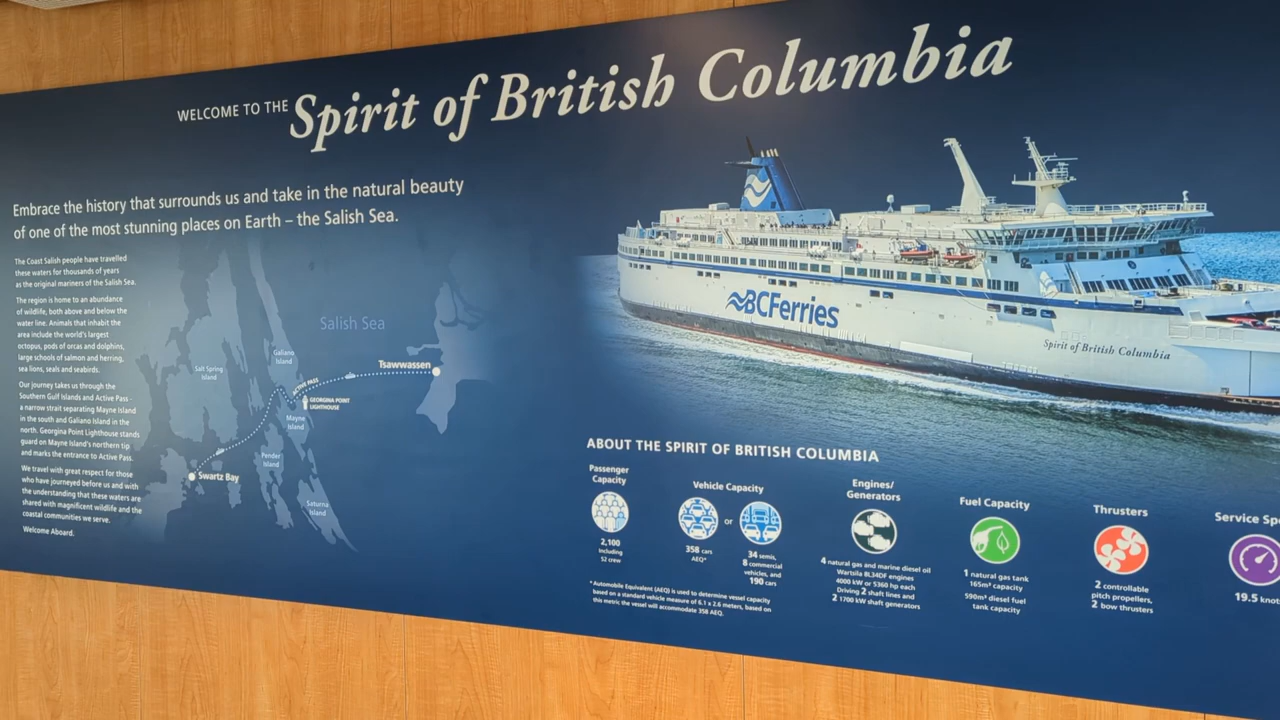 WELCOME TO THE Spirit of British Columbia
Embrace the history that surrounds us and take in the natural beauty
of one of the most stunning places on Earth – the Salish Sea.
The Coast Salish people have travelled
these waters for thousands of years
as the original mariners of the Salish Sea.
The region is home to an abundance
of wildlife, both above and below the
water line. Animals that inhabit the
area include the world's largest
octopus, pods of orcas and dolphins,
large schools of salmon and herring,
sea lions, seals and seabirds.
Our journey takes us through the
Southern Gulf Islands and Active Pass -
a narrow strait separating Mayne Island
in the south and Galiano Island in the
north. Georgina Point Lighthouse stands
guard on Mayne Island's northern tip
and marks the entrance to Active Pass.
We travel with great respect for those
who have journeyed before us and with
the understanding that these waters are
shared with magnificent wildlife and the
coastal communities we serve.
Welcome Aboard.
Salish Sea
Galiano
Island
Salt Spring
Island
Tsawwassen
ACTIVE PASS
GEORGINA POINT
LIGHTHOUSE
Mayne
Island
Pender
Island
Swartz Bay
Saturna
Island
BCFerries
Spirit of British Columbia
ABOUT THE SPIRIT OF BRITISH COLUMBIA
Passenger
Capacity
2,100
including
52 crew
Vehicle Capacity
358 cars
AEQ*
or
34 semis,
8 commercial
vehicles, and
190 cars
* Automobile Equivalent (AEQ) is used to determine vessel capacity
based on a standard vehicle measure of 6.1 x 2.6 meters, based on
this metric the vessel will accommodate 358 AEQ.
Engines/
Generators
4 natural gas and marine diesel oil
Wartsila 8L34DF engines
4000 kW or 5360 hp each
Driving 2 shaft lines and
2 1700 kW shaft generators
Fuel Capacity
1 natural gas tank
165m³ capacity
590m³ diesel fuel
tank capacity
Thrusters
2 controllable
pitch propellers,
2 bow thrusters
Service Sp
19.5 knots